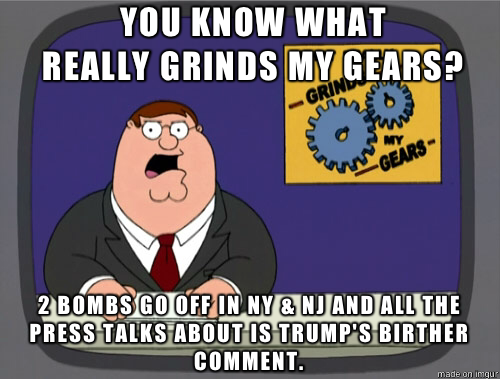 YOU KNOW WHAT
REALLY GRINDS MY GEARS?
GRINDS
MY
GEARS
2 BOMBS GO OFF IN NY & NJ AND ALL THE
PRESS TALKS ABOUT IS TRUMP'S BIRTHER
COMMENT.
made on imgur